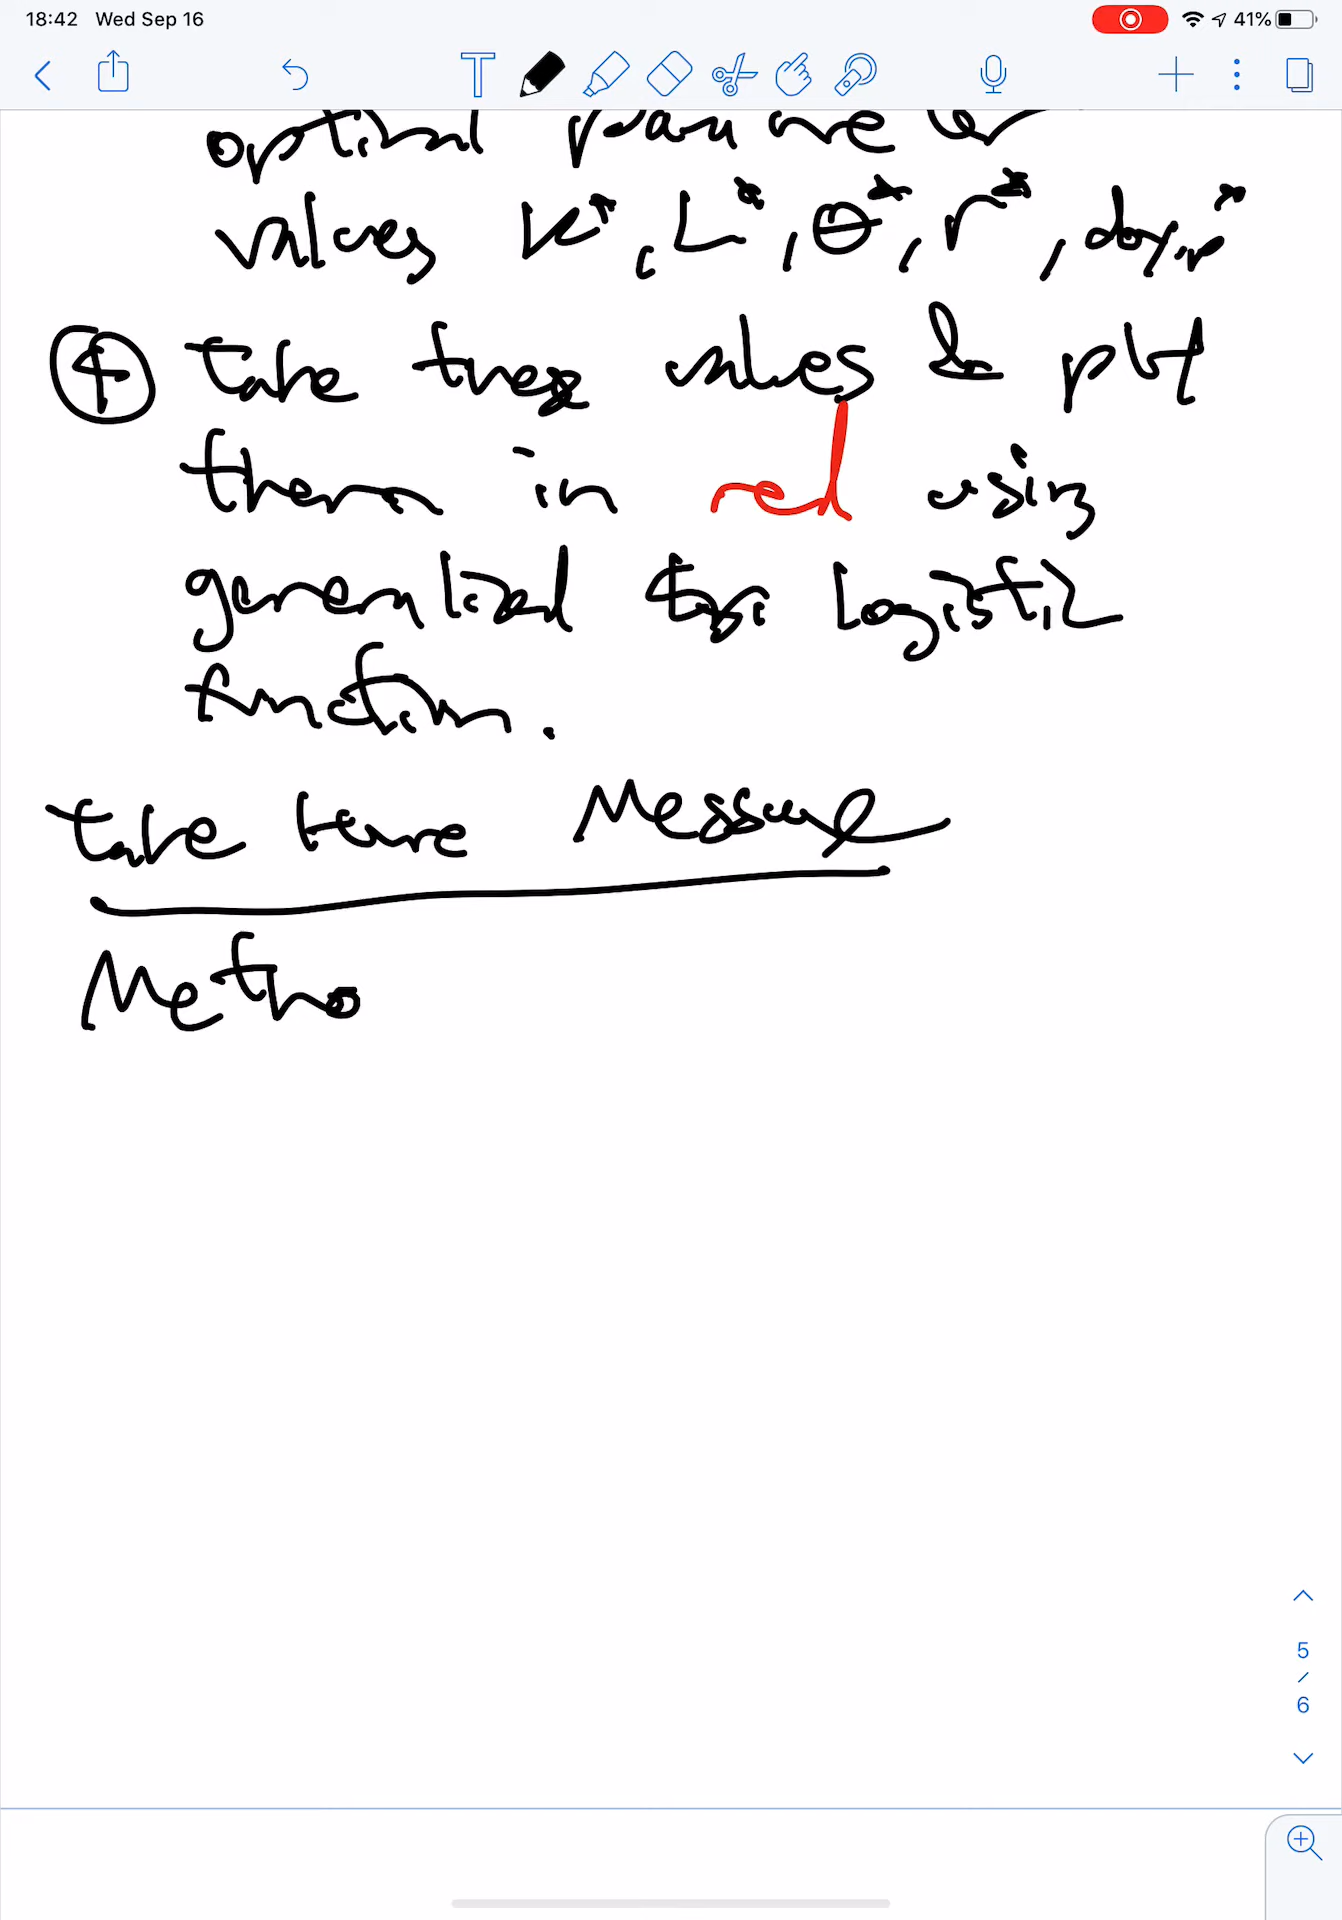 18:42 Wed Sep 16 41%
T
optimal parameter
values K*, L*, θ*, r*,
④ take these values & plot
them in red using
generalized logistic
function.
take home Message
Metho
5
/
6